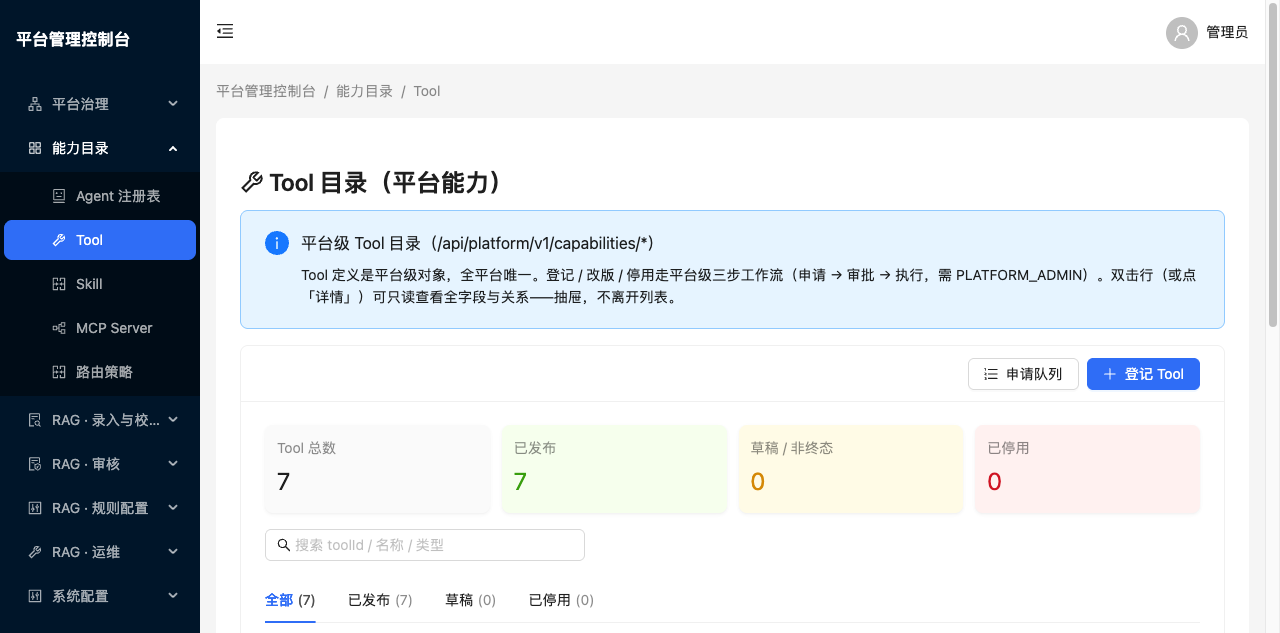 平台管理控制台
管理员
平台治理
能力目录
Agent 注册表
Tool
Skill
MCP Server
路由策略
RAG · 录入与校...
RAG · 审核
RAG · 规则配置
RAG · 运维
系统配置
平台管理控制台 / 能力目录 / Tool
Tool 目录（平台能力）
平台级 Tool 目录（/api/platform/v1/capabilities/*）
Tool 定义是平台级对象，全平台唯一。登记 / 改版 / 停用走平台级三步工作流（申请 → 审批 → 执行，需 PLATFORM_ADMIN）。双击行（或点
「详情」）可只读查看全字段与关系——抽屉，不离开列表。
申请队列
登记 Tool
Tool 总数
7
已发布
7
草稿 / 非终态
0
已停用
0
搜索 toolId / 名称 / 类型
全部 (7) 已发布 (7) 草稿 (0) 已停用 (0)